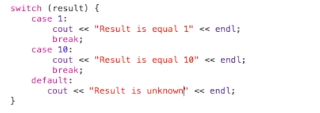 switch (result) {
    case 1:
        cout << "Result is equal 1" << endl;
        break;
    case 10:
        cout << "Result is equal 10" << endl;
        break;
    default:
        cout << "Result is unknown" << endl;
}